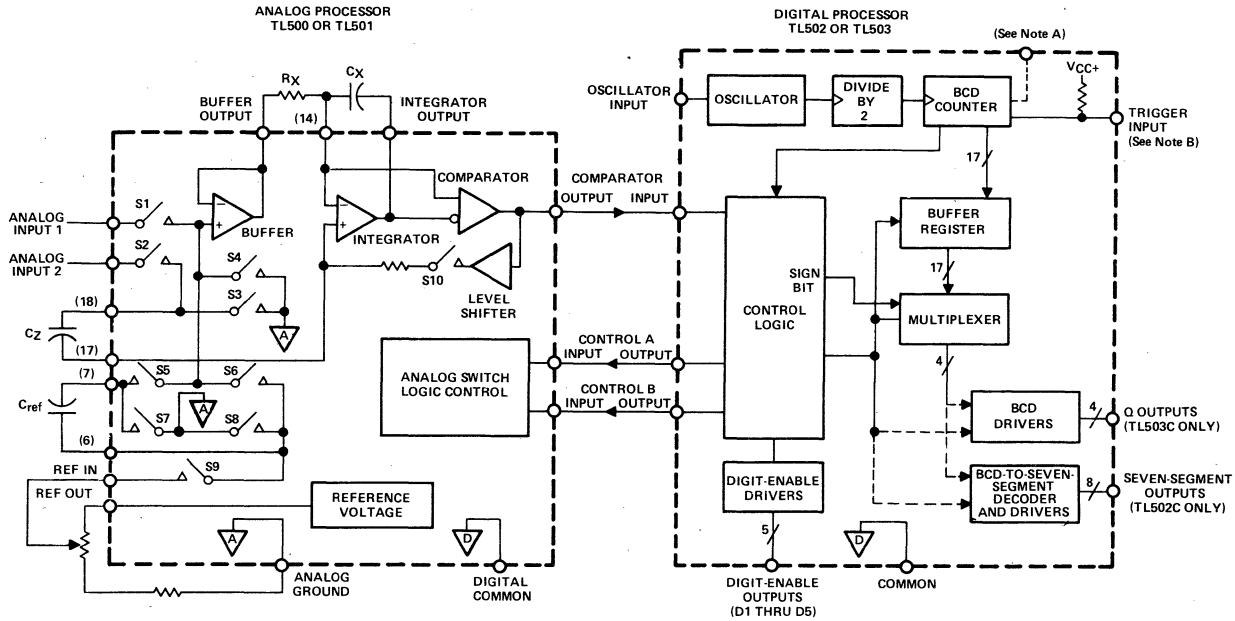 ANALOG PROCESSOR
TL500 OR TL501
RX
CX
BUFFER
OUTPUT
(14)
INTEGRATOR
OUTPUT
COMPARATOR
S1
ANALOG
INPUT 1
BUFFER
INTEGRATOR
S2
ANALOG
INPUT 2
S4
S10
S3
LEVEL
SHIFTER
(18)
A
CZ
(17)
(7)
S5
S6
Cref
A
S7
S8
(6)
ANALOG SWITCH
LOGIC CONTROL
REF IN
S9
REF OUT
REFERENCE
VOLTAGE
A
D
ANALOG
GROUND
DIGITAL
COMMON
COMPARATOR
OUTPUT INPUT
CONTROL A
INPUT OUTPUT
CONTROL B
INPUT OUTPUT
DIGITAL PROCESSOR
TL502 OR TL503
(See Note A)
VCC+
OSCILLATOR
INPUT
OSCILLATOR
DIVIDE
BY
2
BCD
COUNTER
TRIGGER
INPUT
(See Note B)
17
BUFFER
REGISTER
17
SIGN
BIT
CONTROL
LOGIC
MULTIPLEXER
4
BCD
DRIVERS
4
Q OUTPUTS
(TL503C ONLY)
BCD-TO-SEVEN-
SEGMENT
DECODER
AND DRIVERS
8
SEVEN-SEGMENT
OUTPUTS
(TL502C ONLY)
DIGIT-ENABLE
DRIVERS
5
D
DIGIT-ENABLE
OUTPUTS
(D1 THRU D5)
COMMON